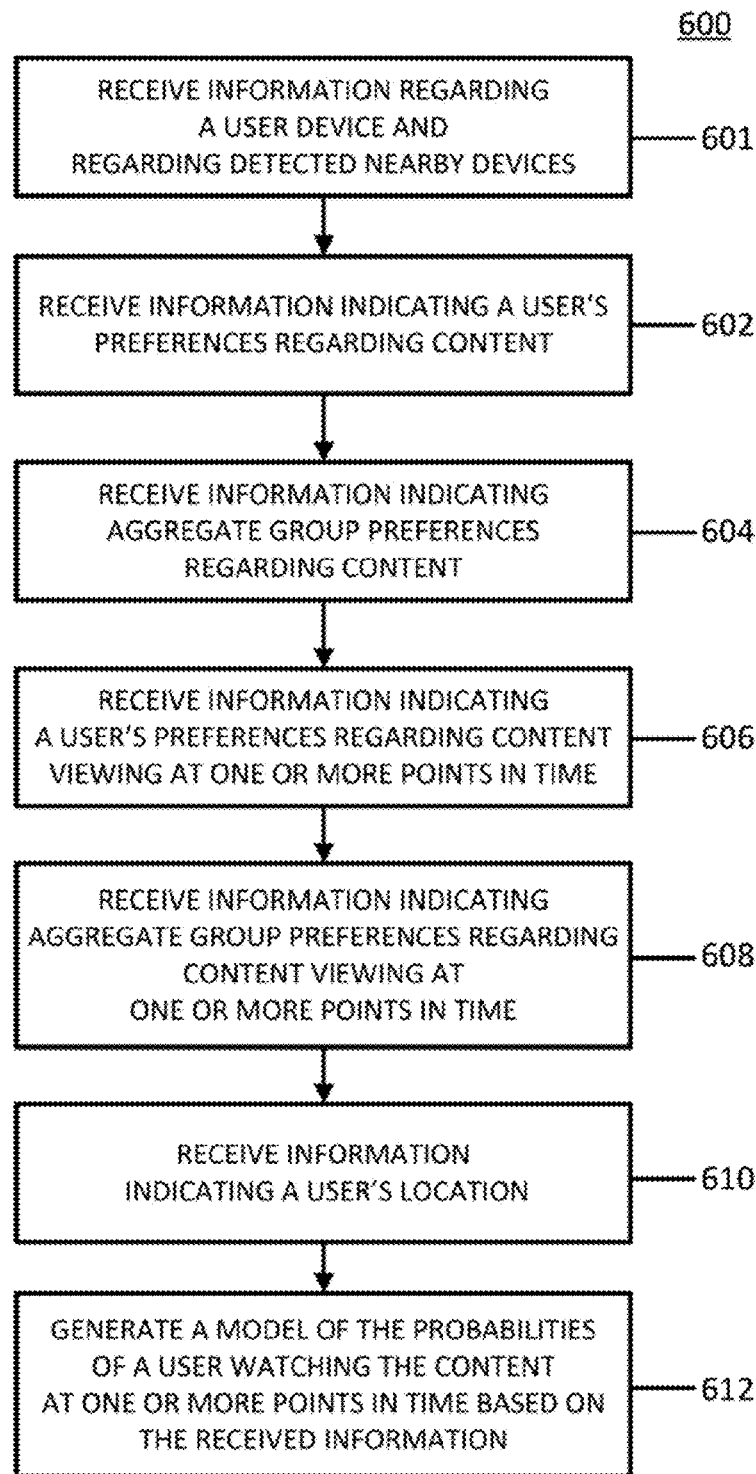 600
RECEIVE INFORMATION REGARDING
A USER DEVICE AND
REGARDING DETECTED NEARBY DEVICES
601
RECEIVE INFORMATION INDICATING A USER'S
PREFERENCES REGARDING CONTENT
602
RECEIVE INFORMATION INDICATING
AGGREGATE GROUP PREFERENCES
REGARDING CONTENT
604
RECEIVE INFORMATION INDICATING
A USER'S PREFERENCES REGARDING CONTENT
VIEWING AT ONE OR MORE POINTS IN TIME
606
RECEIVE INFORMATION INDICATING
AGGREGATE GROUP PREFERENCES REGARDING
CONTENT VIEWING AT
ONE OR MORE POINTS IN TIME
608
RECEIVE INFORMATION
INDICATING A USER'S LOCATION
610
GENERATE A MODEL OF THE PROBABILITIES
OF A USER WATCHING THE CONTENT
AT ONE OR MORE POINTS IN TIME BASED ON
THE RECEIVED INFORMATION
612